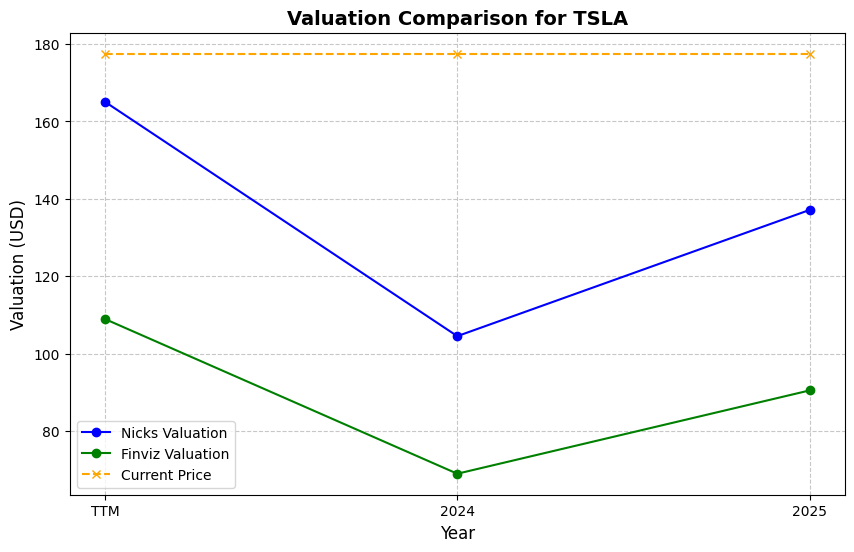 Valuation Comparison for TSLA
Valuation (USD)
180
160
140
120
100
80
Nicks Valuation
Finviz Valuation
Current Price
TTM
2024
2025
Year